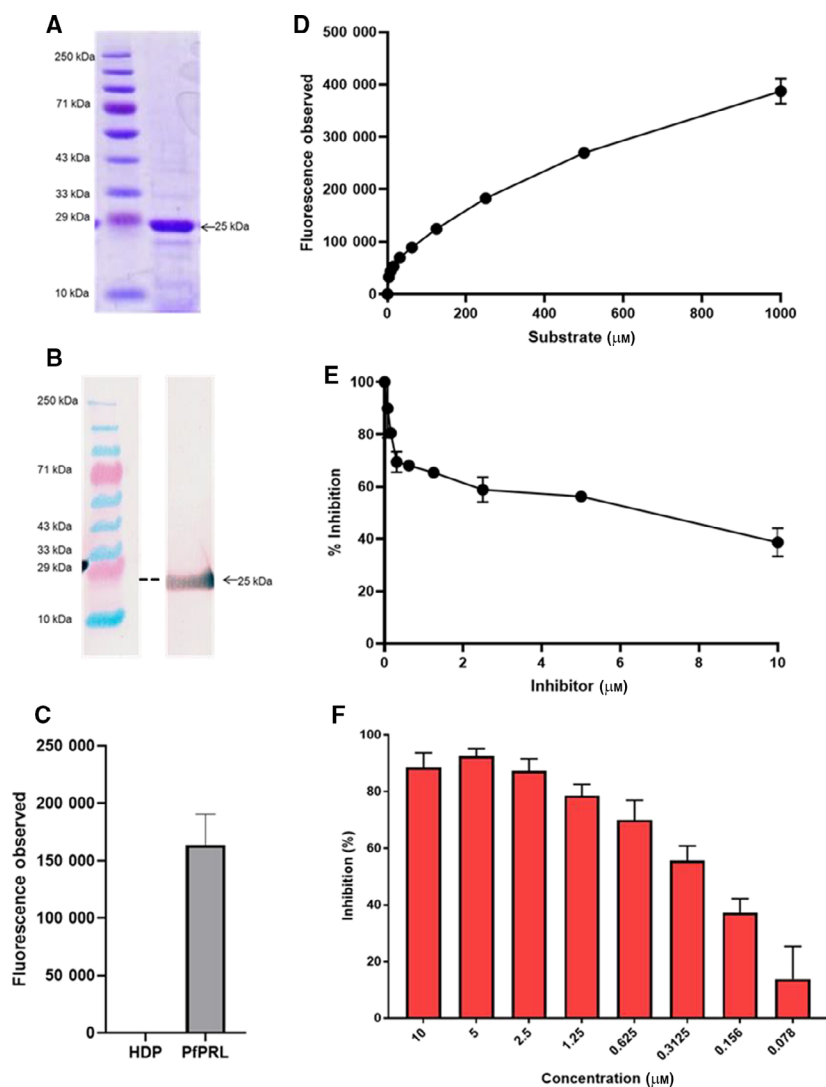 A
250 kDa
71 kDa
43 kDa
33 kDa
29 kDa
←25 kDa
10 kDa
B
250 kDa
71 kDa
43 kDa
33 kDa
29 kDa
←25 kDa
10 kDa
C
Fluorescence observed
250 000
200 000
150 000
100 000
50 000
0
HDP PfPRL
D
Fluorescence observed
500 000
400 000
300 000
200 000
100 000
0
0 200 400 600 800 1000
Substrate (μM)
E
% Inhibition
100
80
60
40
20
0
0 2 4 6 8 10
Inhibitor (μM)
F
Inhibition (%)
100
80
60
40
20
0
10 5 2.5 1.25 0.625 0.3125 0.156 0.078
Concentration (μM)